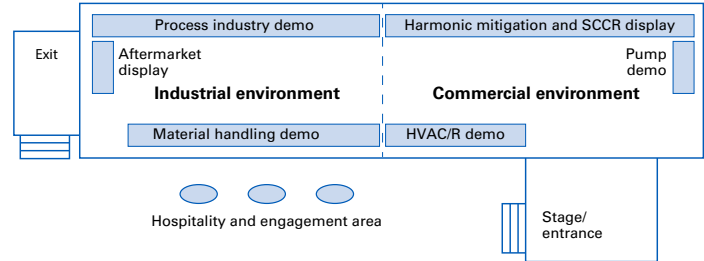 Process industry demo
Harmonic mitigation and SCCR display
Exit
Aftermarket
display
Pump
demo
Industrial environment
Commercial environment
Material handling demo
HVAC/R demo
Hospitality and engagement area
Stage/
entrance